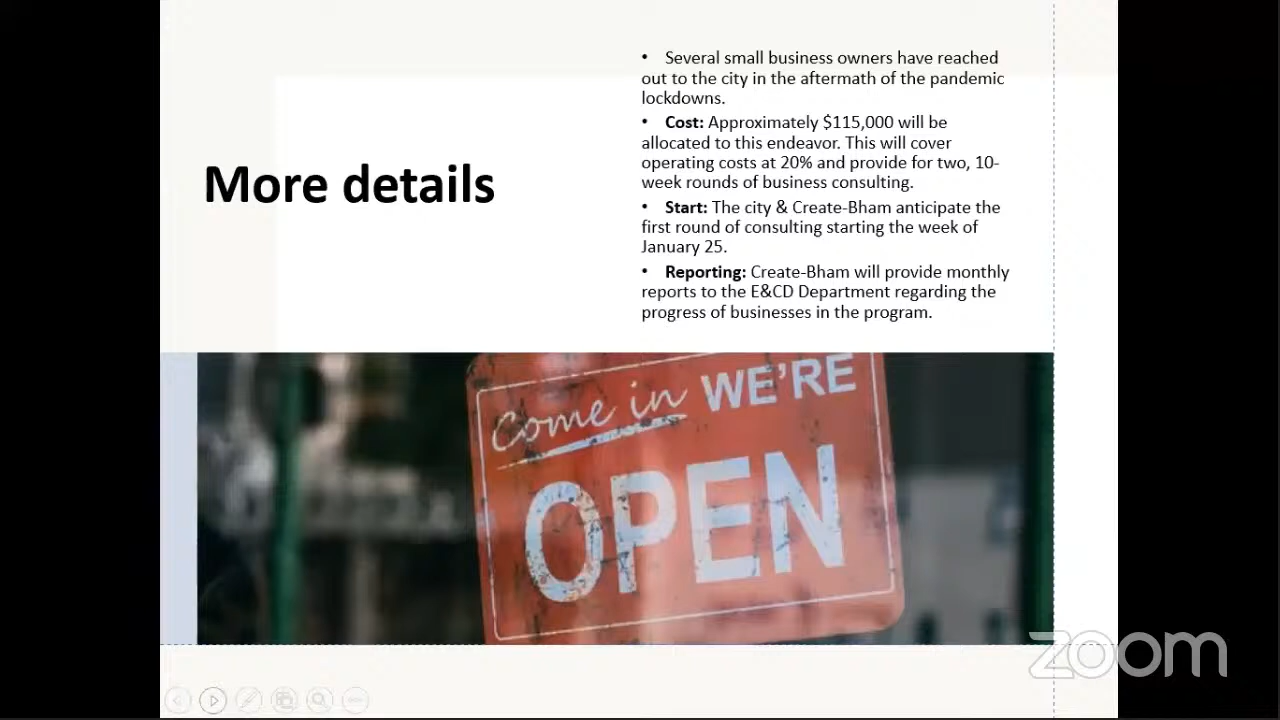 More details
• Several small business owners have reached
out to the city in the aftermath of the pandemic
lockdowns.
• Cost: Approximately $115,000 will be
allocated to this endeavor. This will cover
operating costs at 20% and provide for two, 10-
week rounds of business consulting.
• Start: The city & Create-Bham anticipate the
first round of consulting starting the week of
January 25.
• Reporting: Create-Bham will provide monthly
reports to the E&CD Department regarding the
progress of businesses in the program.
Come in WE'RE
OPEN
zoom